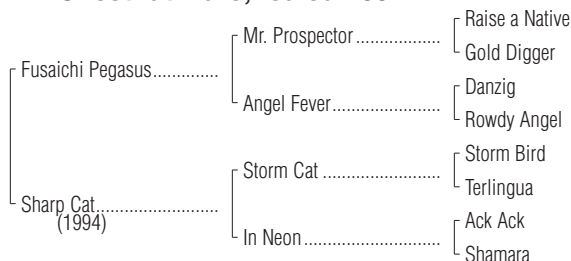 Raise a Native
Mr. Prospector
Gold Digger
Fusaichi Pegasus
Danzig
Angel Fever
Rowdy Angel
Storm Bird
Storm Cat
Terlingua
Sharp Cat
(1994)
Ack Ack
In Neon
Shamara